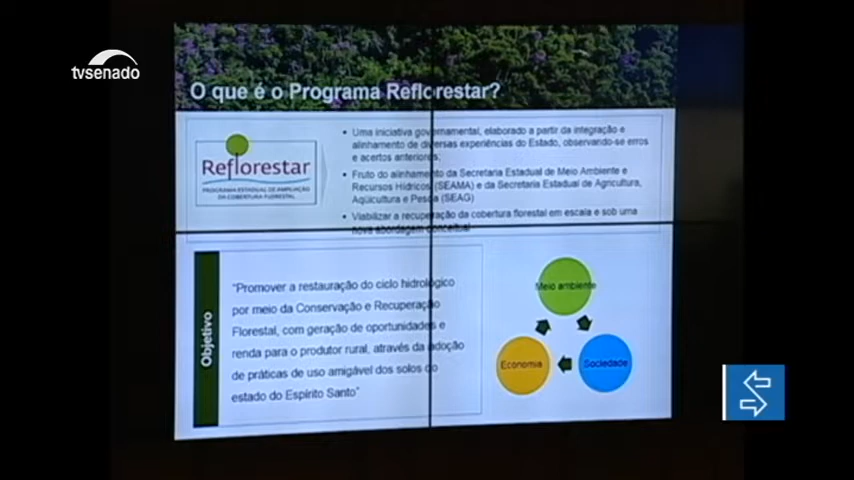 tvsenado
O que é o Programa Reflorestar?
Reflorestar
PROGRAMA ESTADUAL DE AMPLIAÇÃO
DA COBERTURA FLORESTAL
• Uma iniciativa governamental, elaborado a partir da integração e
alinhamento de diversas experiências do Estado, observando-se erros
e acertos anteriores;
• Fruto do alinhamento da Secretaria Estadual de Meio Ambiente e
Recursos Hídricos (SEAMA) e da Secretaria Estadual de Agricultura,
Aqüicultura e Pesca (SEAG)
• Viabilizar a recuperação da cobertura florestal em escala e sob uma
nova abordagem conceitual
Objetivo
“Promover a restauração do ciclo hidrológico
por meio da Conservação e Recuperação
Florestal, com geração de oportunidades e
renda para o produtor rural, através da adoção
de práticas de uso amigável dos solos do
estado do Espírito Santo”
Meio ambiente
Economia
Sociedade